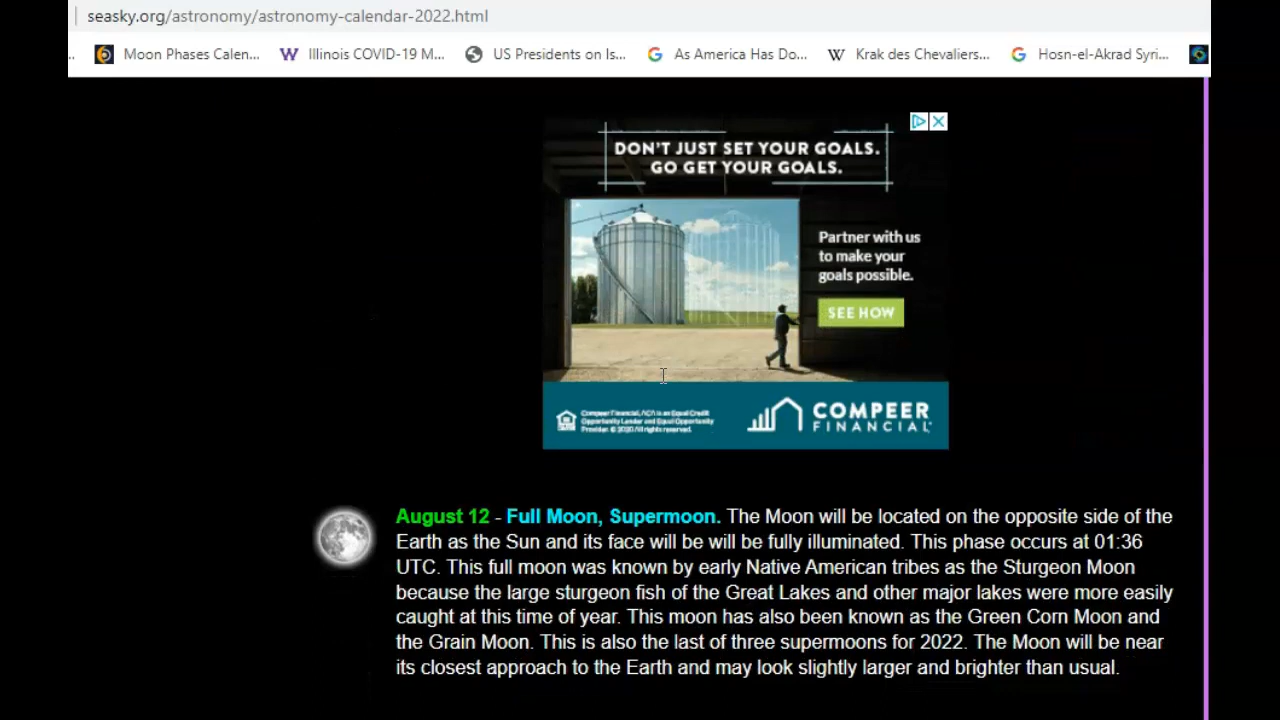 seasky.org/astronomy/astronomy-calendar-2022.html
.. Moon Phases Calen... W Illinois COVID-19 M... US Presidents on Is... G As America Has Do... W Krak des Chevaliers... G Hosn-el-Akrad Syri...
DON'T JUST SET YOUR GOALS.
GO GET YOUR GOALS.
Partner with us
to make your
goals possible.
SEE HOW
Compeer Financial, ACA is an Equal Credit
Opportunity Lender and Equal Opportunity
Provider. © 2020 All rights reserved.
COMPEER
FINANCIAL®
August 12 - Full Moon, Supermoon. The Moon will be located on the opposite side of the
Earth as the Sun and its face will be will be fully illuminated. This phase occurs at 01:36
UTC. This full moon was known by early Native American tribes as the Sturgeon Moon
because the large sturgeon fish of the Great Lakes and other major lakes were more easily
caught at this time of year. This moon has also been known as the Green Corn Moon and
the Grain Moon. This is also the last of three supermoons for 2022. The Moon will be near
its closest approach to the Earth and may look slightly larger and brighter than usual.